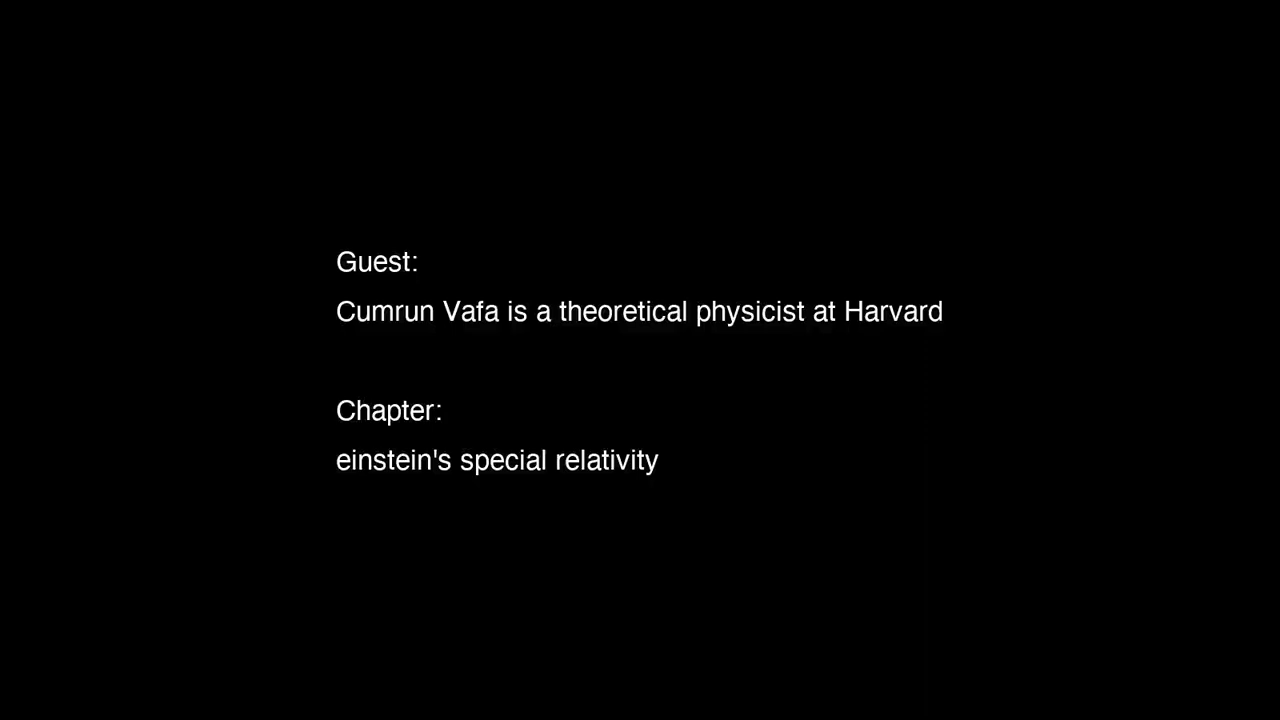 Guest:
Cumrun Vafa is a theoretical physicist at Harvard
Chapter:
einstein's special relativity